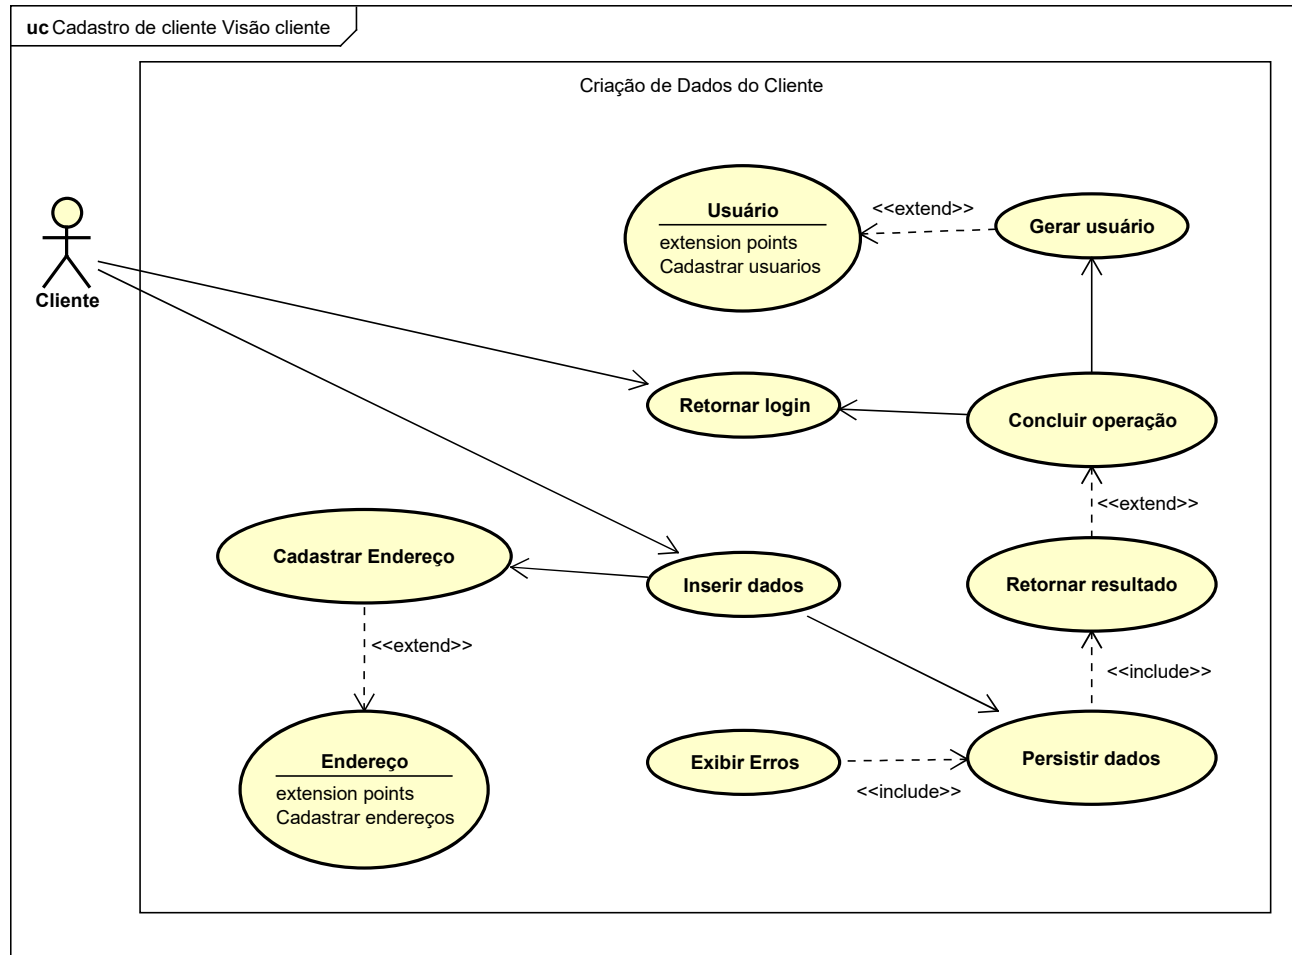 uc Cadastro de cliente Visão cliente
Criação de Dados do Cliente
Usuário
extension points
Cadastrar usuarios
<<extend>>
Gerar usuário
Cliente
Retornar login
Concluir operação
<<extend>>
Cadastrar Endereço
Inserir dados
Retornar resultado
<<extend>>
<<include>>
Endereço
extension points
Cadastrar endereços
Exibir Erros
<<include>>
Persistir dados